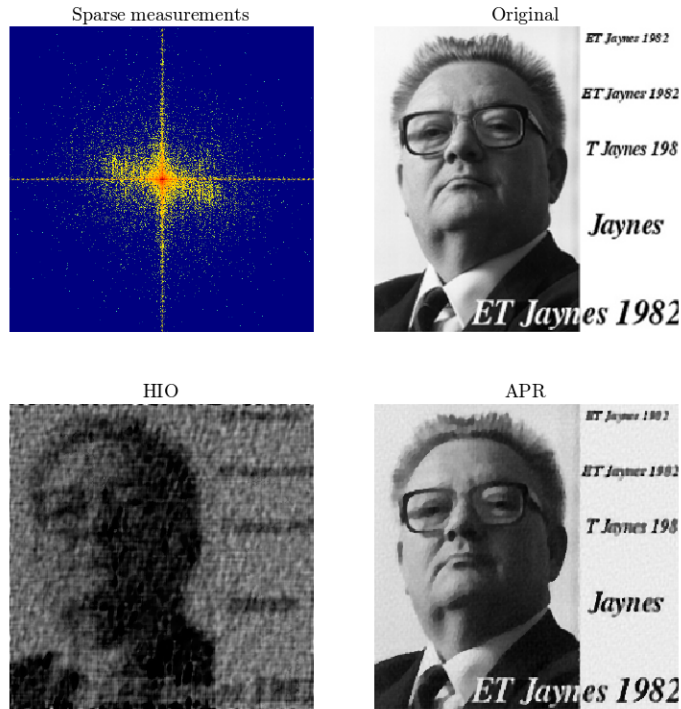 Sparse measurements
Original
ET Jaynes 1982
ET Jaynes 1982
T Jaynes 198
Jaynes
ET Jaynes 1982
HIO
APR
ET Jaynes 1982
ET Jaynes 1982
T Jaynes 198
Jaynes
ET Jaynes 1982